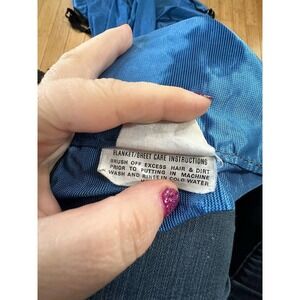 BLANKET/SHEET CARE INSTRUCTIONS
BRUSH OFF EXCESS HAIR & DIRT
PRIOR TO PUTTING IN MACHINE
WASH AND RINSE IN COLD WATER